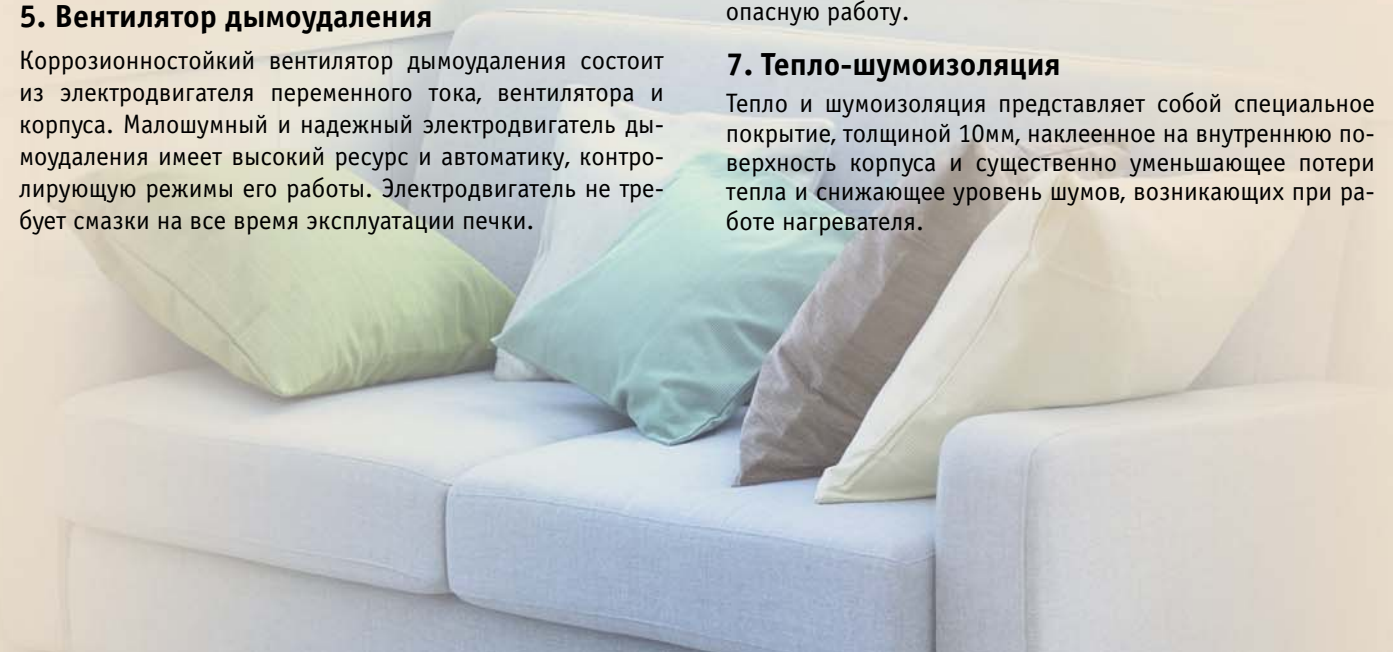 5. Вентилятор дымоудаления
Коррозионностойкий вентилятор дымоудаления состоит
из электродвигателя переменного тока, вентилятора и
корпуса. Малошумный и надежный электродвигатель ды-
моудаления имеет высокий ресурс и автоматику, контро-
лирующую режимы его работы. Электродвигатель не тре-
бует смазки на все время эксплуатации печки.
опасную работу.
7. Тепло-шумоизоляция
Тепло и шумоизоляция представляет собой специальное
покрытие, толщиной 10мм, наклеенное на внутреннюю по-
верхность корпуса и существенно уменьшающее потери
тепла и снижающее уровень шумов, возникающих при ра-
боте нагревателя.